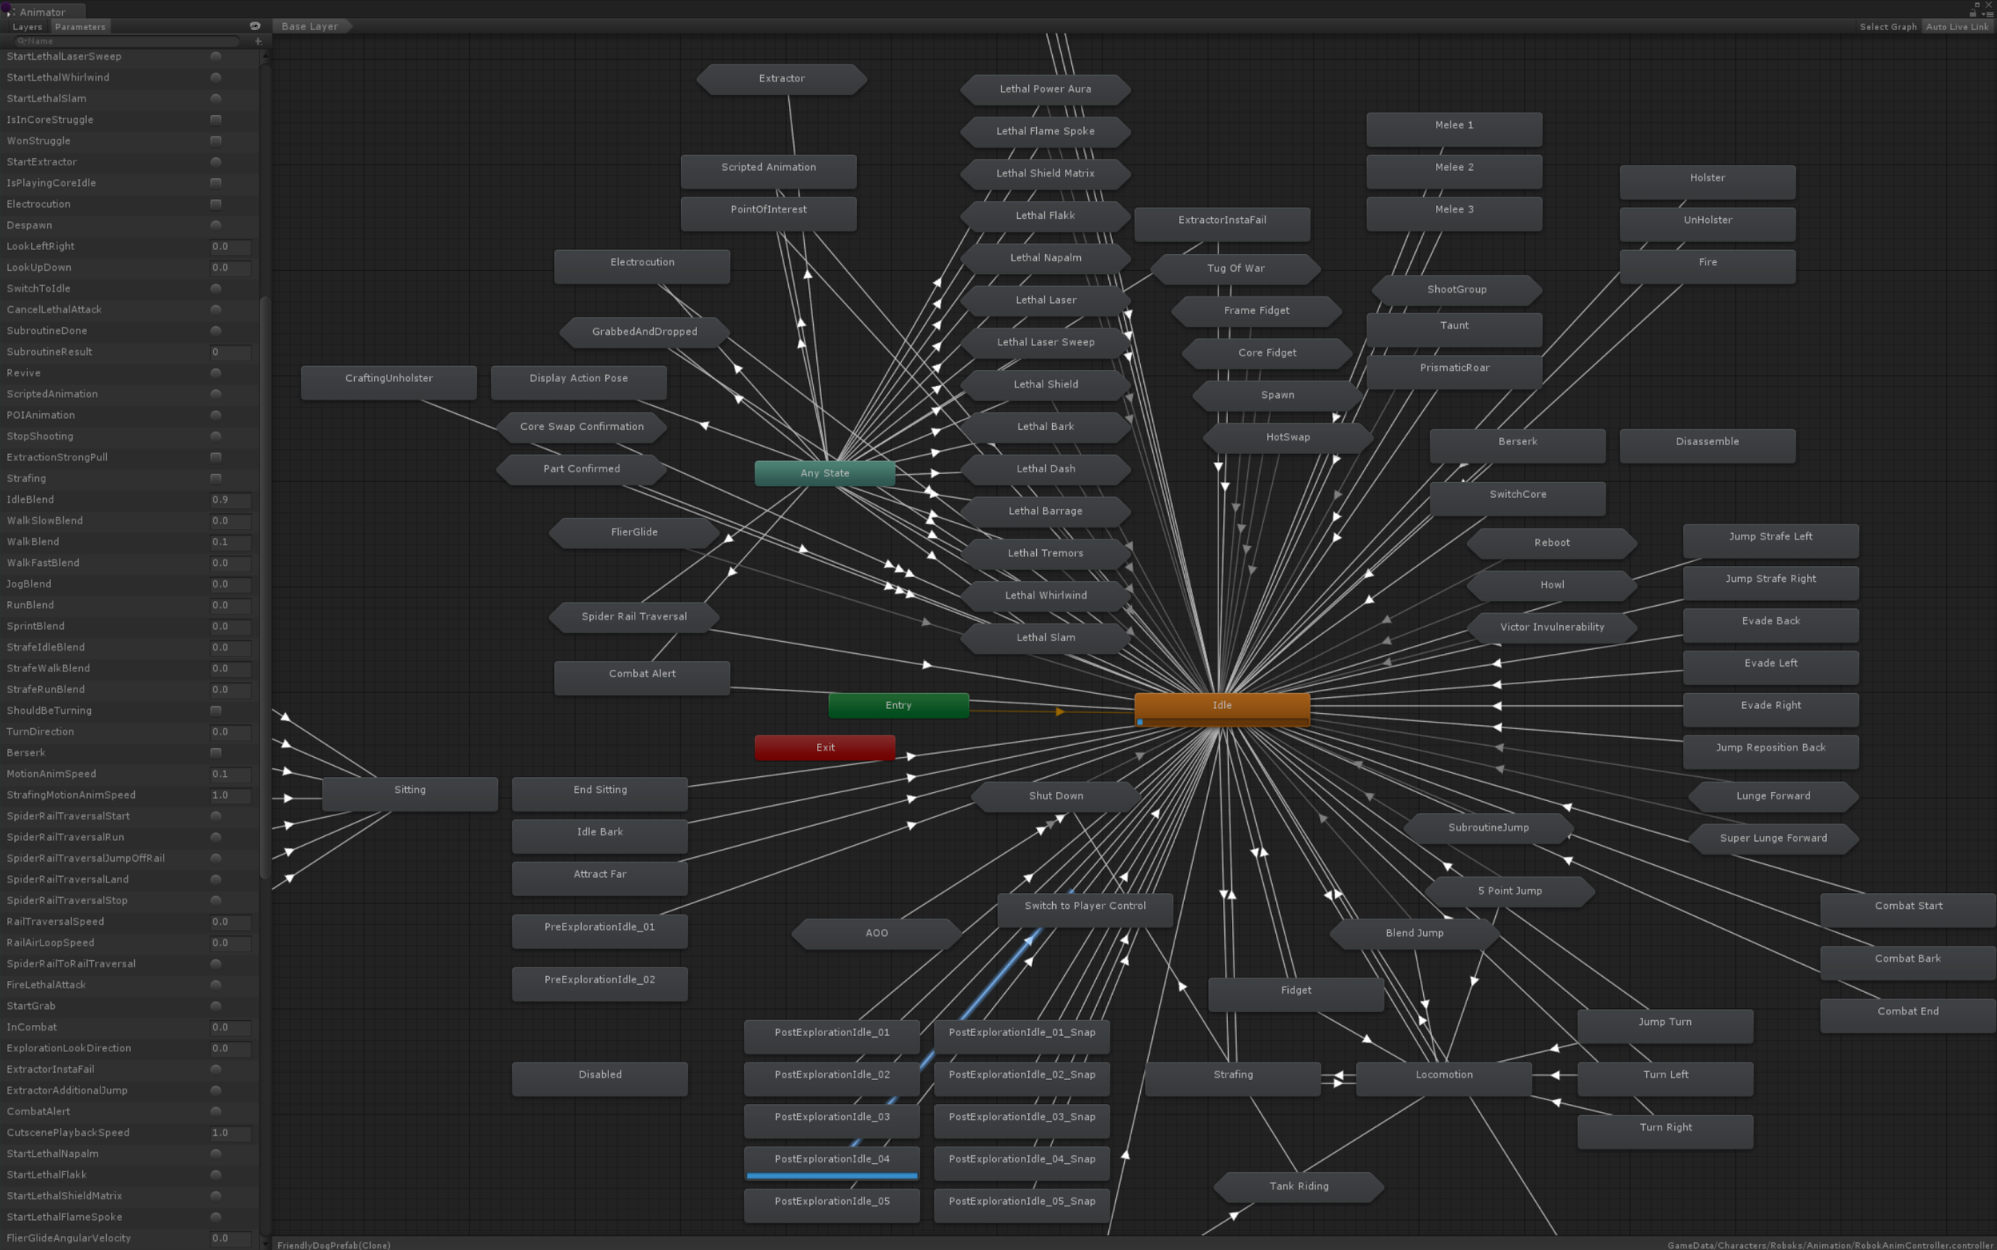 Animator
Layers Parameters
Name
Base Layer
Select Graph Auto Live Link
StartLethalLaserSweep
StartLethalWhirlwind
StartLethalSlam
IsInCoreStruggle
WonStruggle
StartExtractor
IsPlayingCoreIdle
Electrocution
Despawn
LookLeftRight 0.0
LookUpDown 0.0
SwitchToIdle
CancelLethalAttack
SubroutineDone
SubroutineResult 0
Revive
ScriptedAnimation
POIAnimation
StopShooting
ExtractionStrongPull
Strafing
IdleBlend 0.9
WalkSlowBlend 0.0
WalkBlend 0.1
WalkFastBlend 0.0
JogBlend 0.0
RunBlend 0.0
SprintBlend 0.0
StrafeIdleBlend 0.0
StrafeWalkBlend 0.0
StrafeRunBlend 0.0
ShouldBeTurning
TurnDirection 0.0
Berserk
MotionAnimSpeed 0.1
StrafingMotionAnimSpeed 1.0
SpiderRailTraversalStart
SpiderRailTraversalRun
SpiderRailTraversalJumpOffRail
SpiderRailTraversalLand
SpiderRailTraversalStop
RailTraversalSpeed 0.0
RailAirLoopSpeed 0.0
SpiderRailToRailTraversal
FireLethalAttack
StartGrab
InCombat 0.0
ExplorationLookDirection 0.0
ExtractorInstaFail
ExtractorAdditionalJump
CombatAlert
CutscenePlaybackSpeed 1.0
StartLethalNapalm
StartLethalFlakk
StartLethalShieldMatrix
StartLethalFlameSpoke
FlierGlideAngularVelocity 0.0
Extractor
Scripted Animation
PointOfInterest
Electrocution
GrabbedAndDropped
CraftingUnholster
Display Action Pose
Core Swap Confirmation
Part Confirmed
Any State
FlierGlide
Spider Rail Traversal
Combat Alert
Entry
Exit
Lethal Power Aura
Lethal Flame Spoke
Lethal Shield Matrix
Lethal Flakk
Lethal Napalm
Lethal Laser
Lethal Laser Sweep
Lethal Shield
Lethal Bark
Lethal Dash
Lethal Barrage
Lethal Tremors
Lethal Whirlwind
Lethal Slam
ExtractorInstaFail
Tug Of War
Frame Fidget
Core Fidget
Spawn
HotSwap
Melee 1
Melee 2
Melee 3
ShootGroup
Taunt
PrismaticRoar
Holster
UnHolster
Fire
Berserk
Disassemble
SwitchCore
Reboot
Howl
Victor Invulnerability
Jump Strafe Left
Jump Strafe Right
Evade Back
Evade Left
Evade Right
Jump Reposition Back
Idle
Lunge Forward
Super Lunge Forward
SubroutineJump
5 Point Jump
Blend Jump
Combat Start
Combat Bark
Combat End
Sitting
End Sitting
Idle Bark
Attract Far
PreExplorationIdle_01
PreExplorationIdle_02
Disabled
Shut Down
Switch to Player Control
AOO
Fidget
PostExplorationIdle_01
PostExplorationIdle_02
PostExplorationIdle_03
PostExplorationIdle_04
PostExplorationIdle_05
PostExplorationIdle_01_Snap
PostExplorationIdle_02_Snap
PostExplorationIdle_03_Snap
PostExplorationIdle_04_Snap
PostExplorationIdle_05_Snap
Strafing
Locomotion
Jump Turn
Turn Left
Turn Right
Tank Riding
FriendlyDogPrefab(Clone)
GameData/Characters/Roboks/Animation/RobokAnimController.controller